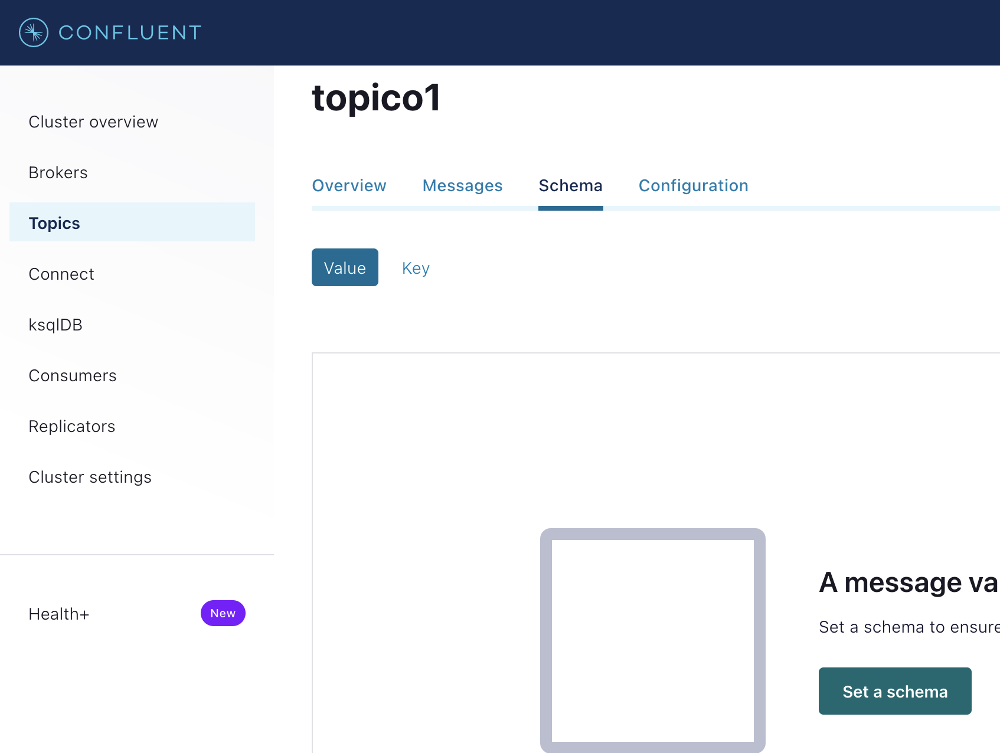 CONFLUENT
Cluster overview
Brokers
Topics
Connect
ksqlDB
Consumers
Replicators
Cluster settings
Health+ New
topico1
Overview Messages Schema Configuration
Value Key
A message va
Set a schema to ensure
Set a schema